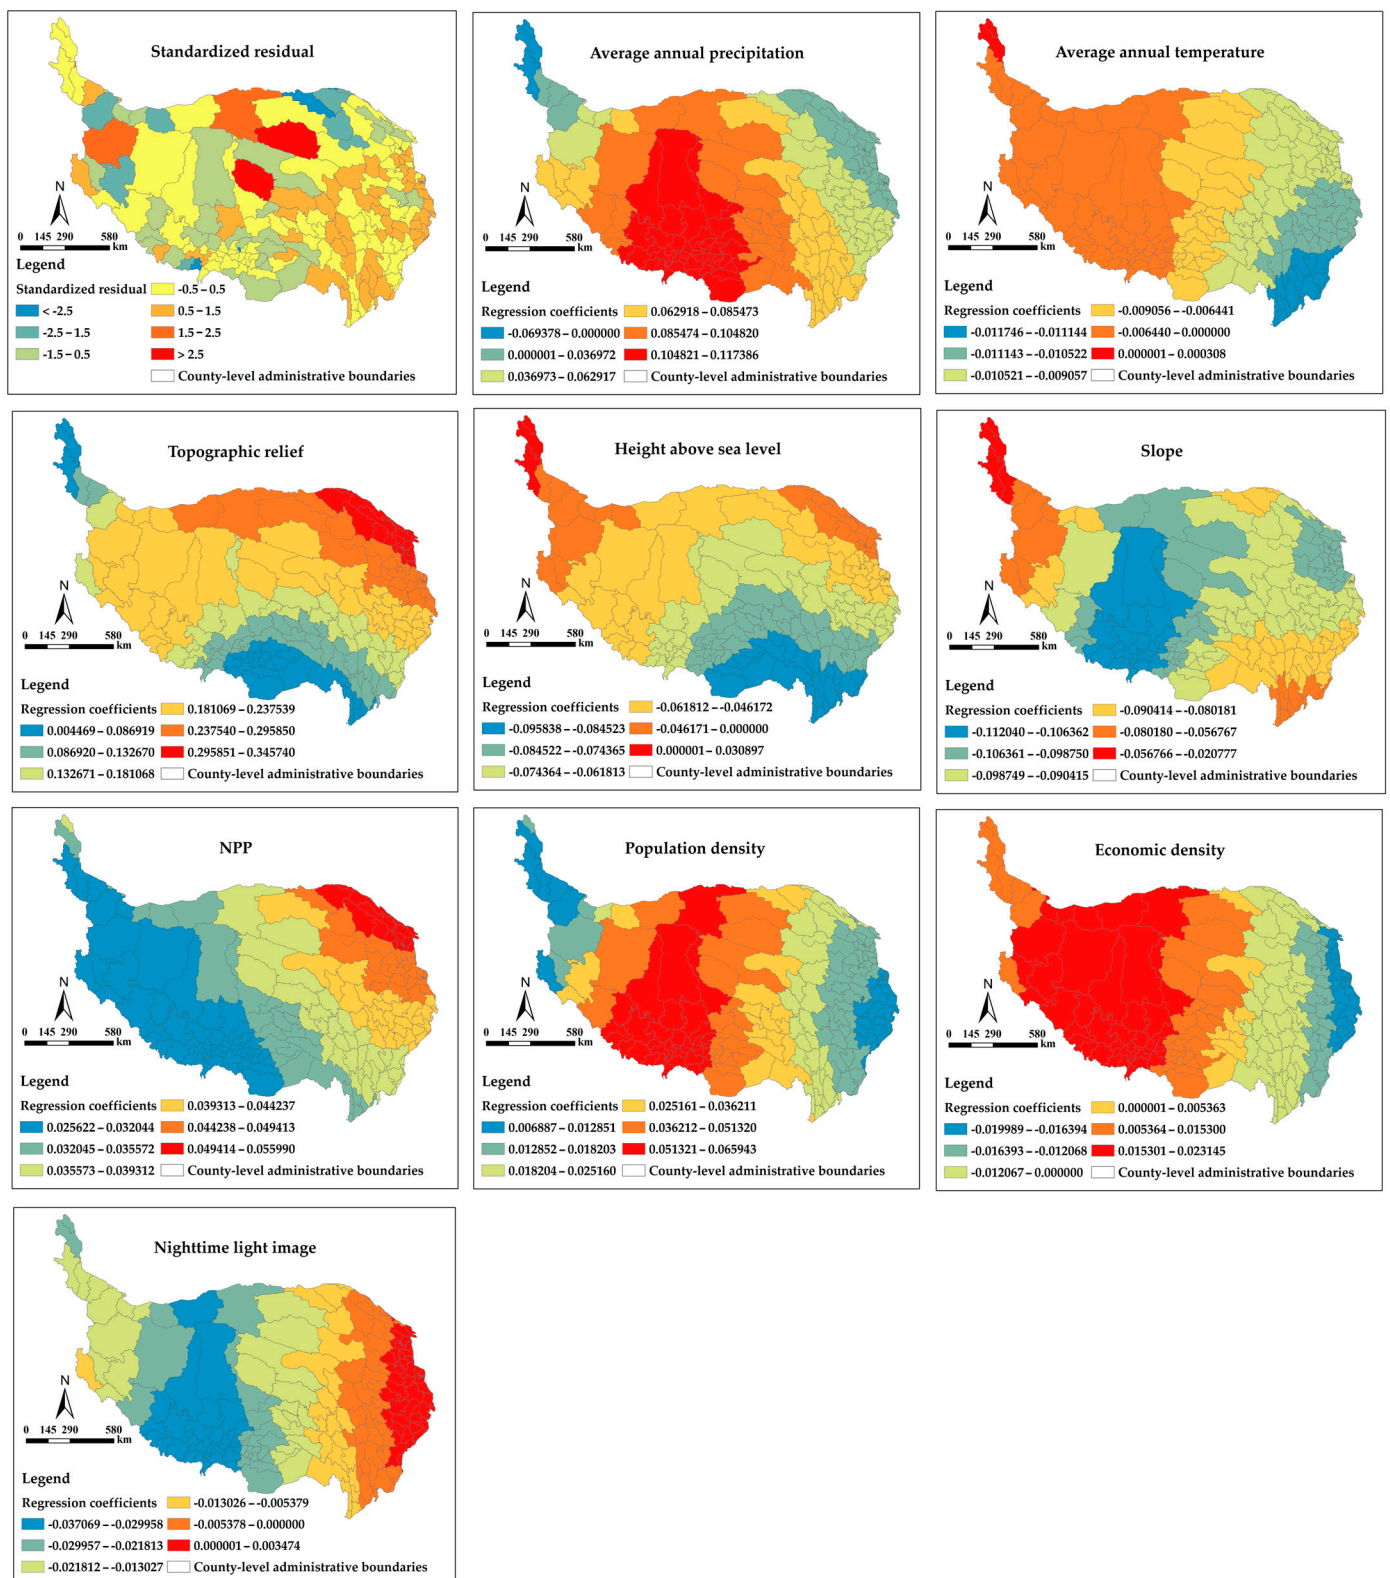 Standardized residual
N
0 145 290 580
km
Legend
Standardized residual
-0.5 – 0.5
< -2.5
0.5 – 1.5
-2.5 – 1.5
1.5 – 2.5
-1.5 – 0.5
> 2.5
County-level administrative boundaries
Average annual precipitation
N
0 145 290 580
km
Legend
Regression coefficients
0.062918 – 0.085473
-0.069378 – 0.000000
0.085474 – 0.104820
0.000001 – 0.036972
0.104821 – 0.117386
0.036973 – 0.062917
County-level administrative boundaries
Average annual temperature
N
0 145 290 580
km
Legend
Regression coefficients
-0.009056 – -0.006441
-0.011746 – -0.011144
-0.006440 – 0.000000
-0.011143 – -0.010522
0.000001 – 0.000308
-0.010521 – -0.009057
County-level administrative boundaries
Topographic relief
N
0 145 290 580
km
Legend
Regression coefficients
0.181069 – 0.237539
0.004469 – 0.086919
0.237540 – 0.295850
0.086920 – 0.132670
0.295851 – 0.345740
0.132671 – 0.181068
County-level administrative boundaries
Height above sea level
N
0 145 290 580
km
Legend
Regression coefficients
-0.061812 – -0.046172
-0.095838 – -0.084523
-0.046171 – 0.000000
-0.084522 – -0.074365
0.000001 – 0.030897
-0.074364 – -0.061813
County-level administrative boundaries
Slope
N
0 145 290 580
km
Legend
Regression coefficients
-0.090414 – -0.080181
-0.112040 – -0.106362
-0.080180 – -0.056767
-0.106361 – -0.098750
-0.056766 – -0.020777
-0.098749 – -0.090415
County-level administrative boundaries
NPP
N
0 145 290 580
km
Legend
Regression coefficients
0.039313 – 0.044237
0.025622 – 0.032044
0.044238 – 0.049413
0.032045 – 0.035572
0.049414 – 0.055990
0.035573 – 0.039312
County-level administrative boundaries
Population density
N
0 145 290 580
km
Legend
Regression coefficients
0.025161 – 0.036211
0.006887 – 0.012851
0.036212 – 0.051320
0.012852 – 0.018203
0.051321 – 0.065943
0.018204 – 0.025160
County-level administrative boundaries
Economic density
N
0 145 290 580
km
Legend
Regression coefficients
0.000001 – 0.005363
-0.019989 – -0.016394
0.005364 – 0.015300
-0.016393 – -0.012068
0.015301 – 0.023145
-0.012067 – 0.000000
County-level administrative boundaries
Nighttime light image
N
0 145 290 580
km
Legend
Regression coefficients
-0.013026 – -0.005379
-0.037069 – -0.029958
-0.005378 – 0.000000
-0.029957 – -0.021813
0.000001 – 0.003474
-0.021812 – -0.013027
County-level administrative boundaries